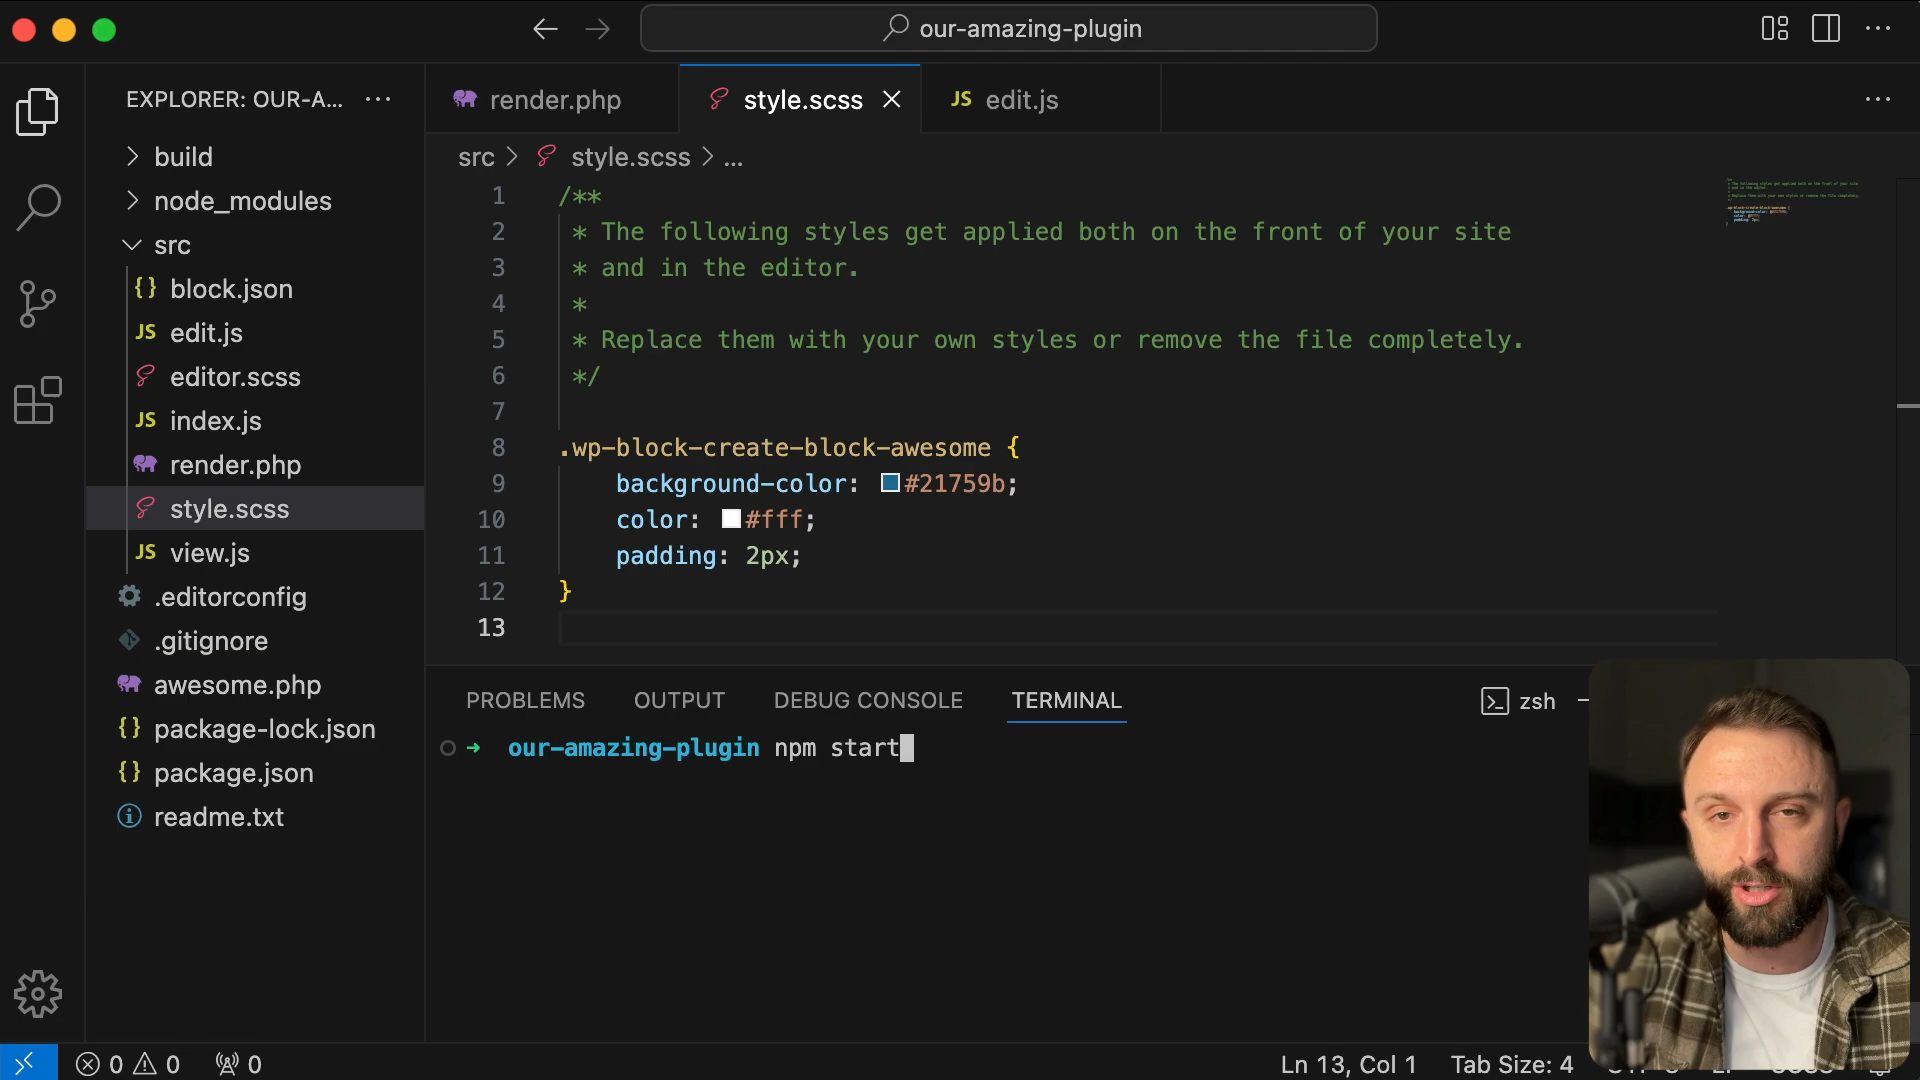 our-amazing-plugin
EXPLORER: OUR-A...
render.php
style.scss
JS edit.js
src > style.scss > ...
build
node_modules
src
{} block.json
JS edit.js
editor.scss
JS index.js
render.php
style.scss
JS view.js
.editorconfig
.gitignore
awesome.php
{} package-lock.json
{} package.json
readme.txt
1 /**
2 * The following styles get applied both on the front of your site
3 * and in the editor.
4 *
5 * Replace them with your own styles or remove the file completely.
6 */
7
8 .wp-block-create-block-awesome {
9 background-color: #21759b;
10 color: #fff;
11 padding: 2px;
12 }
13
PROBLEMS
OUTPUT
DEBUG CONSOLE
TERMINAL
zsh
our-amazing-plugin npm start
0 0 0
Ln 13, Col 1
Tab Size: 4